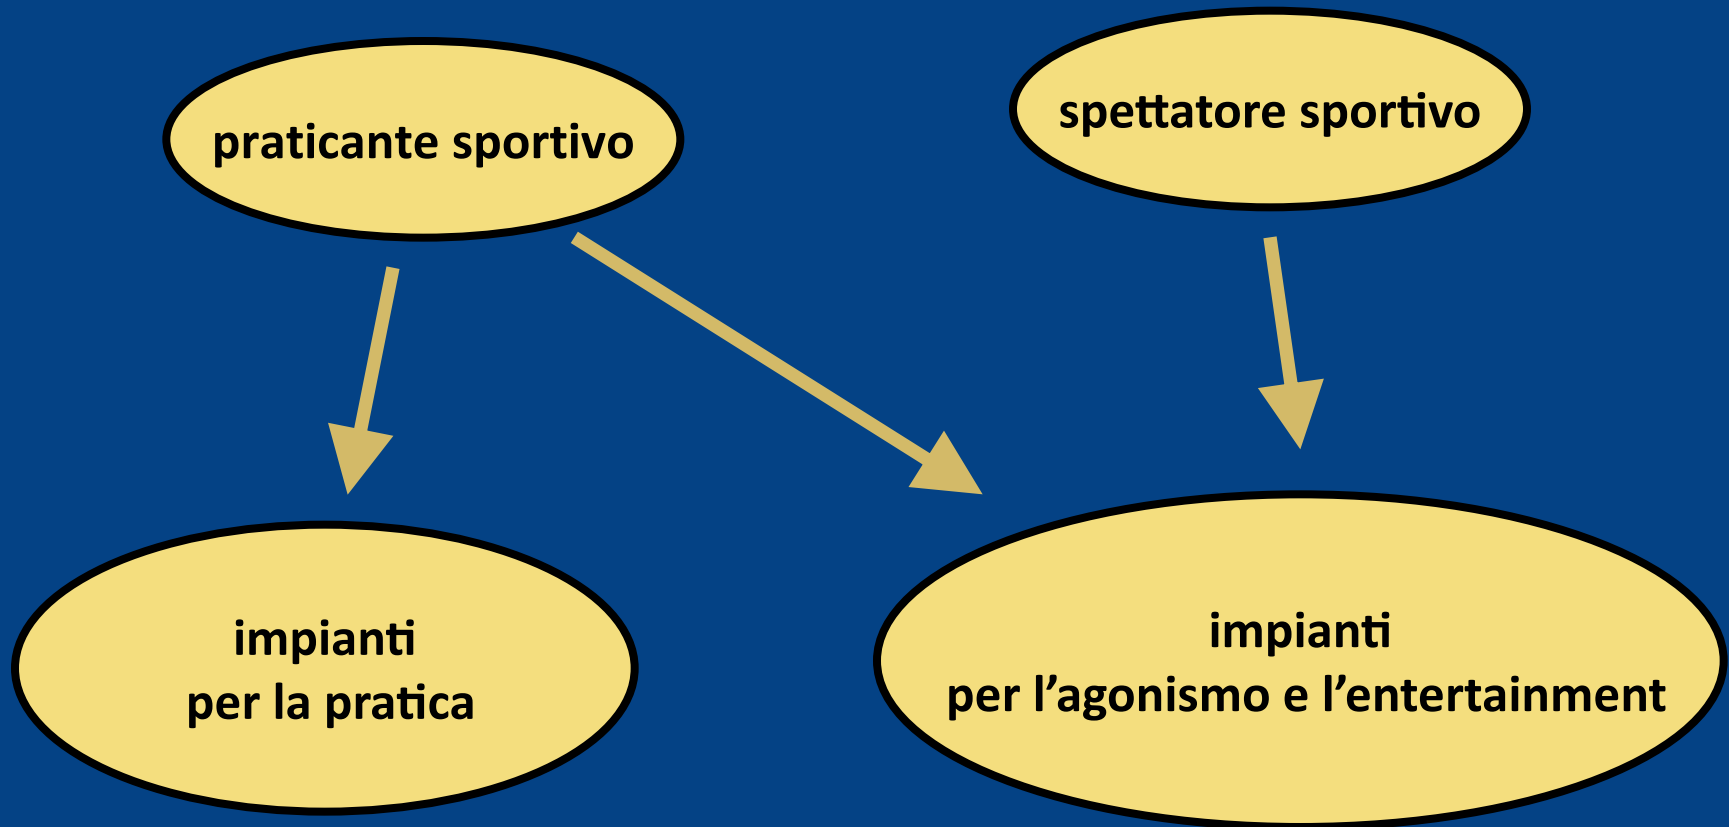 praticante sportivo
spettatore sportivo
impianti
per la pratica
impianti
per l’agonismo e l’entertainment